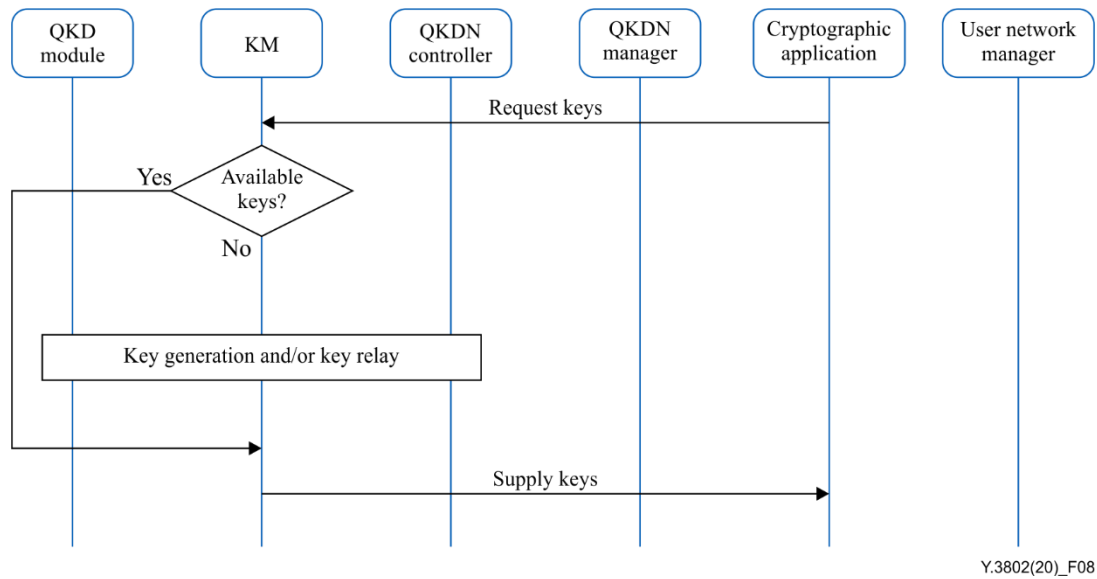 QKD
module
KM
QKDN
controller
QKDN
manager
Cryptographic
application
User network
manager
Request keys
Yes
Available
keys?
No
Key generation and/or key relay
Supply keys
Y.3802(20)_F08